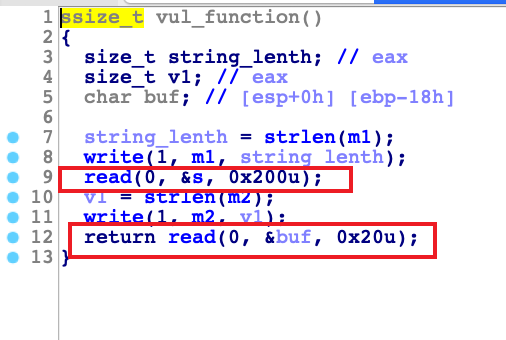 1 ssize_t vul_function()
2 {
3 size_t string_lenth; // eax
4 size_t v1; // eax
5 char buf; // [esp+0h] [ebp-18h]
6
7 string_lenth = strlen(m1);
8 write(1, m1, string_lenth);
9 read(0, &s, 0x200u);
10 v1 = strlen(m2);
11 write(1, m2, v1);
12 return read(0, &buf, 0x20u);
13 }